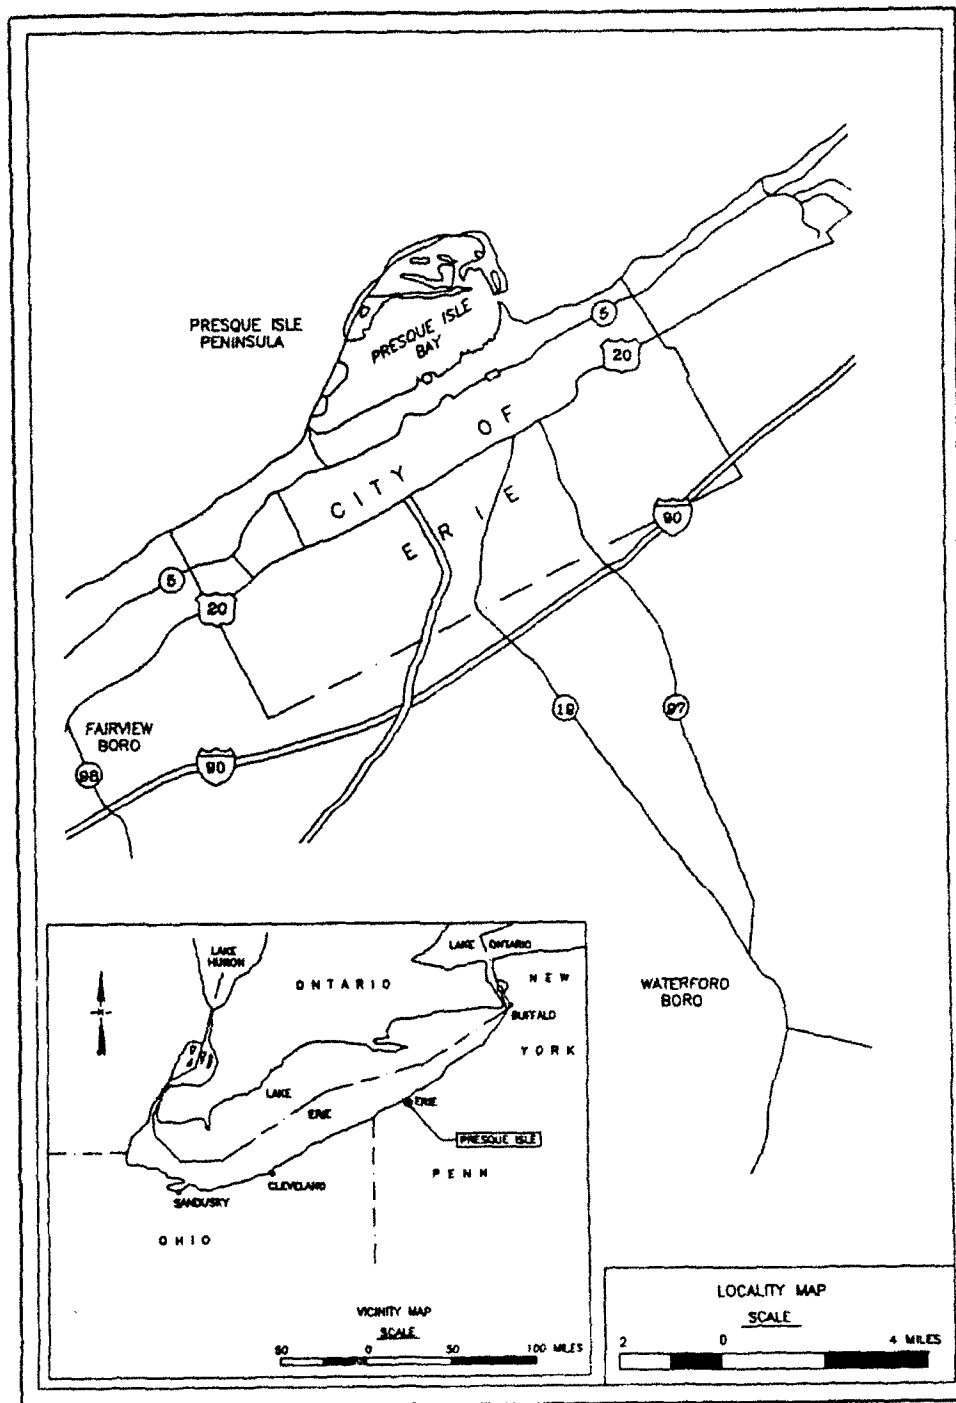 PRESQUE ISLE
PENINSULA
PRESQUE ISLE
BAY
5
20
CITY OF
ERIE
90
5
20
19
97
FAIRVIEW
BORO
98
90
WATERFORD
BORO
LAKE
HURON
ONTARIO
LAKE ONTARIO
NEW
YORK
BUFFALO
LAKE
ERIE
ERIE
PRESQUE ISLE
PENN
CLEVELAND
SANDUSKY
OHIO
VICINITY MAP
SCALE
50 0 50 100 MILES
LOCALITY MAP
SCALE
2 0 4 MILES